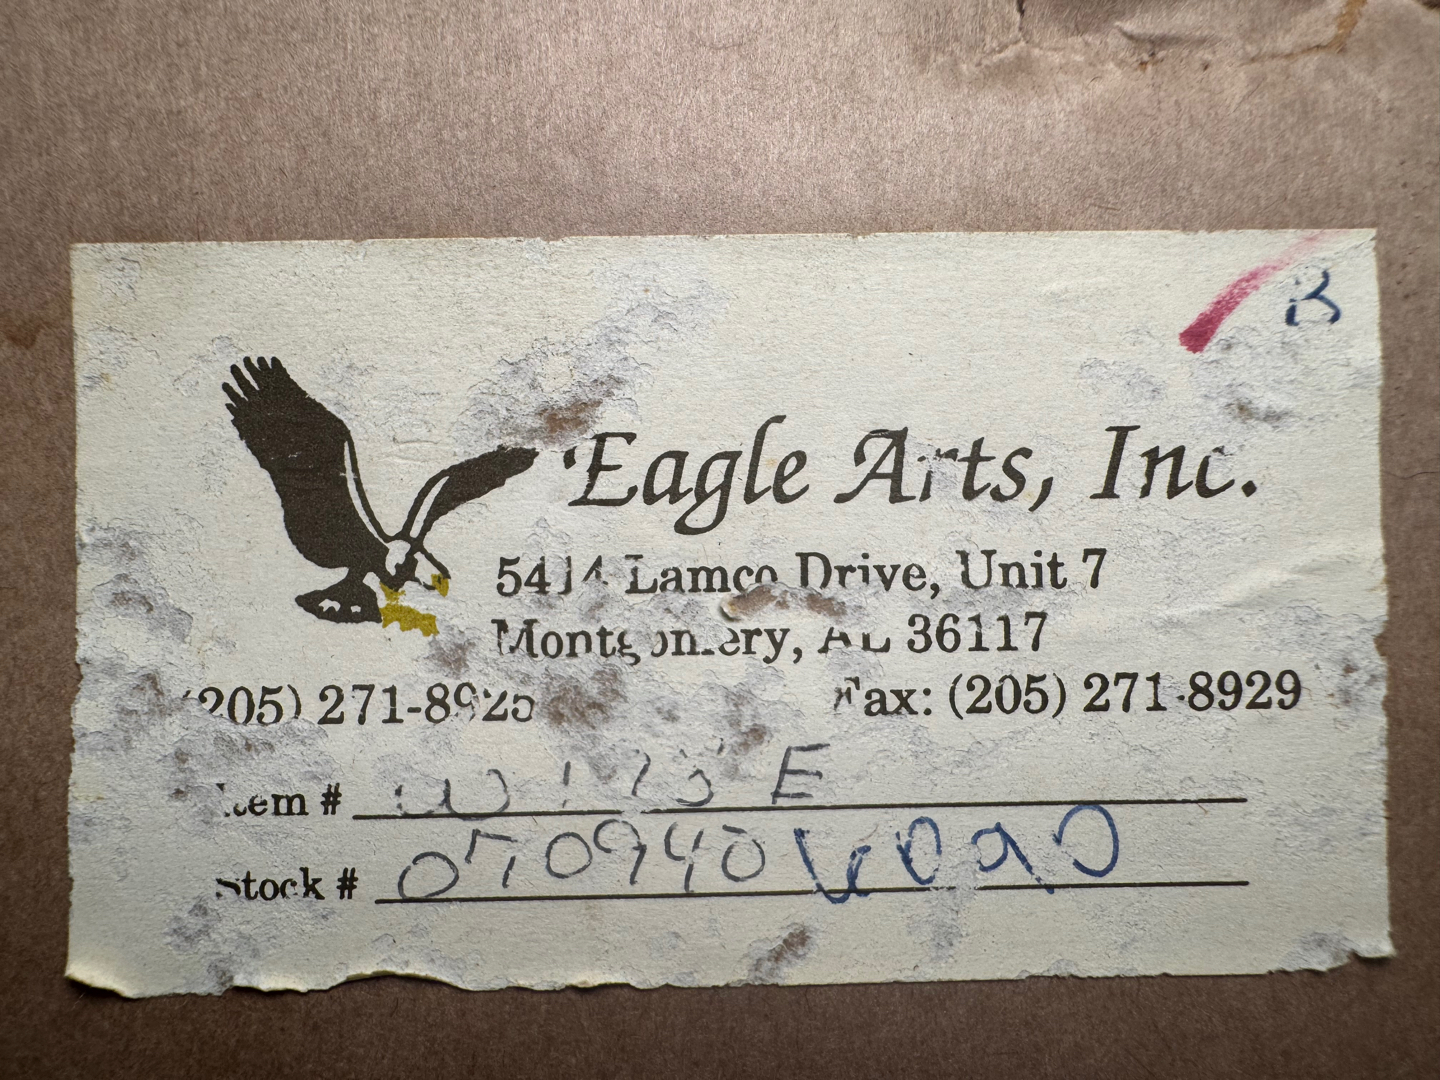 B
Eagle Arts, Inc.
5414 Lamco Drive, Unit 7
Montgomery, AL 36117
(205) 271-8925 Fax: (205) 271-8929
Item # E
Stock # 070940